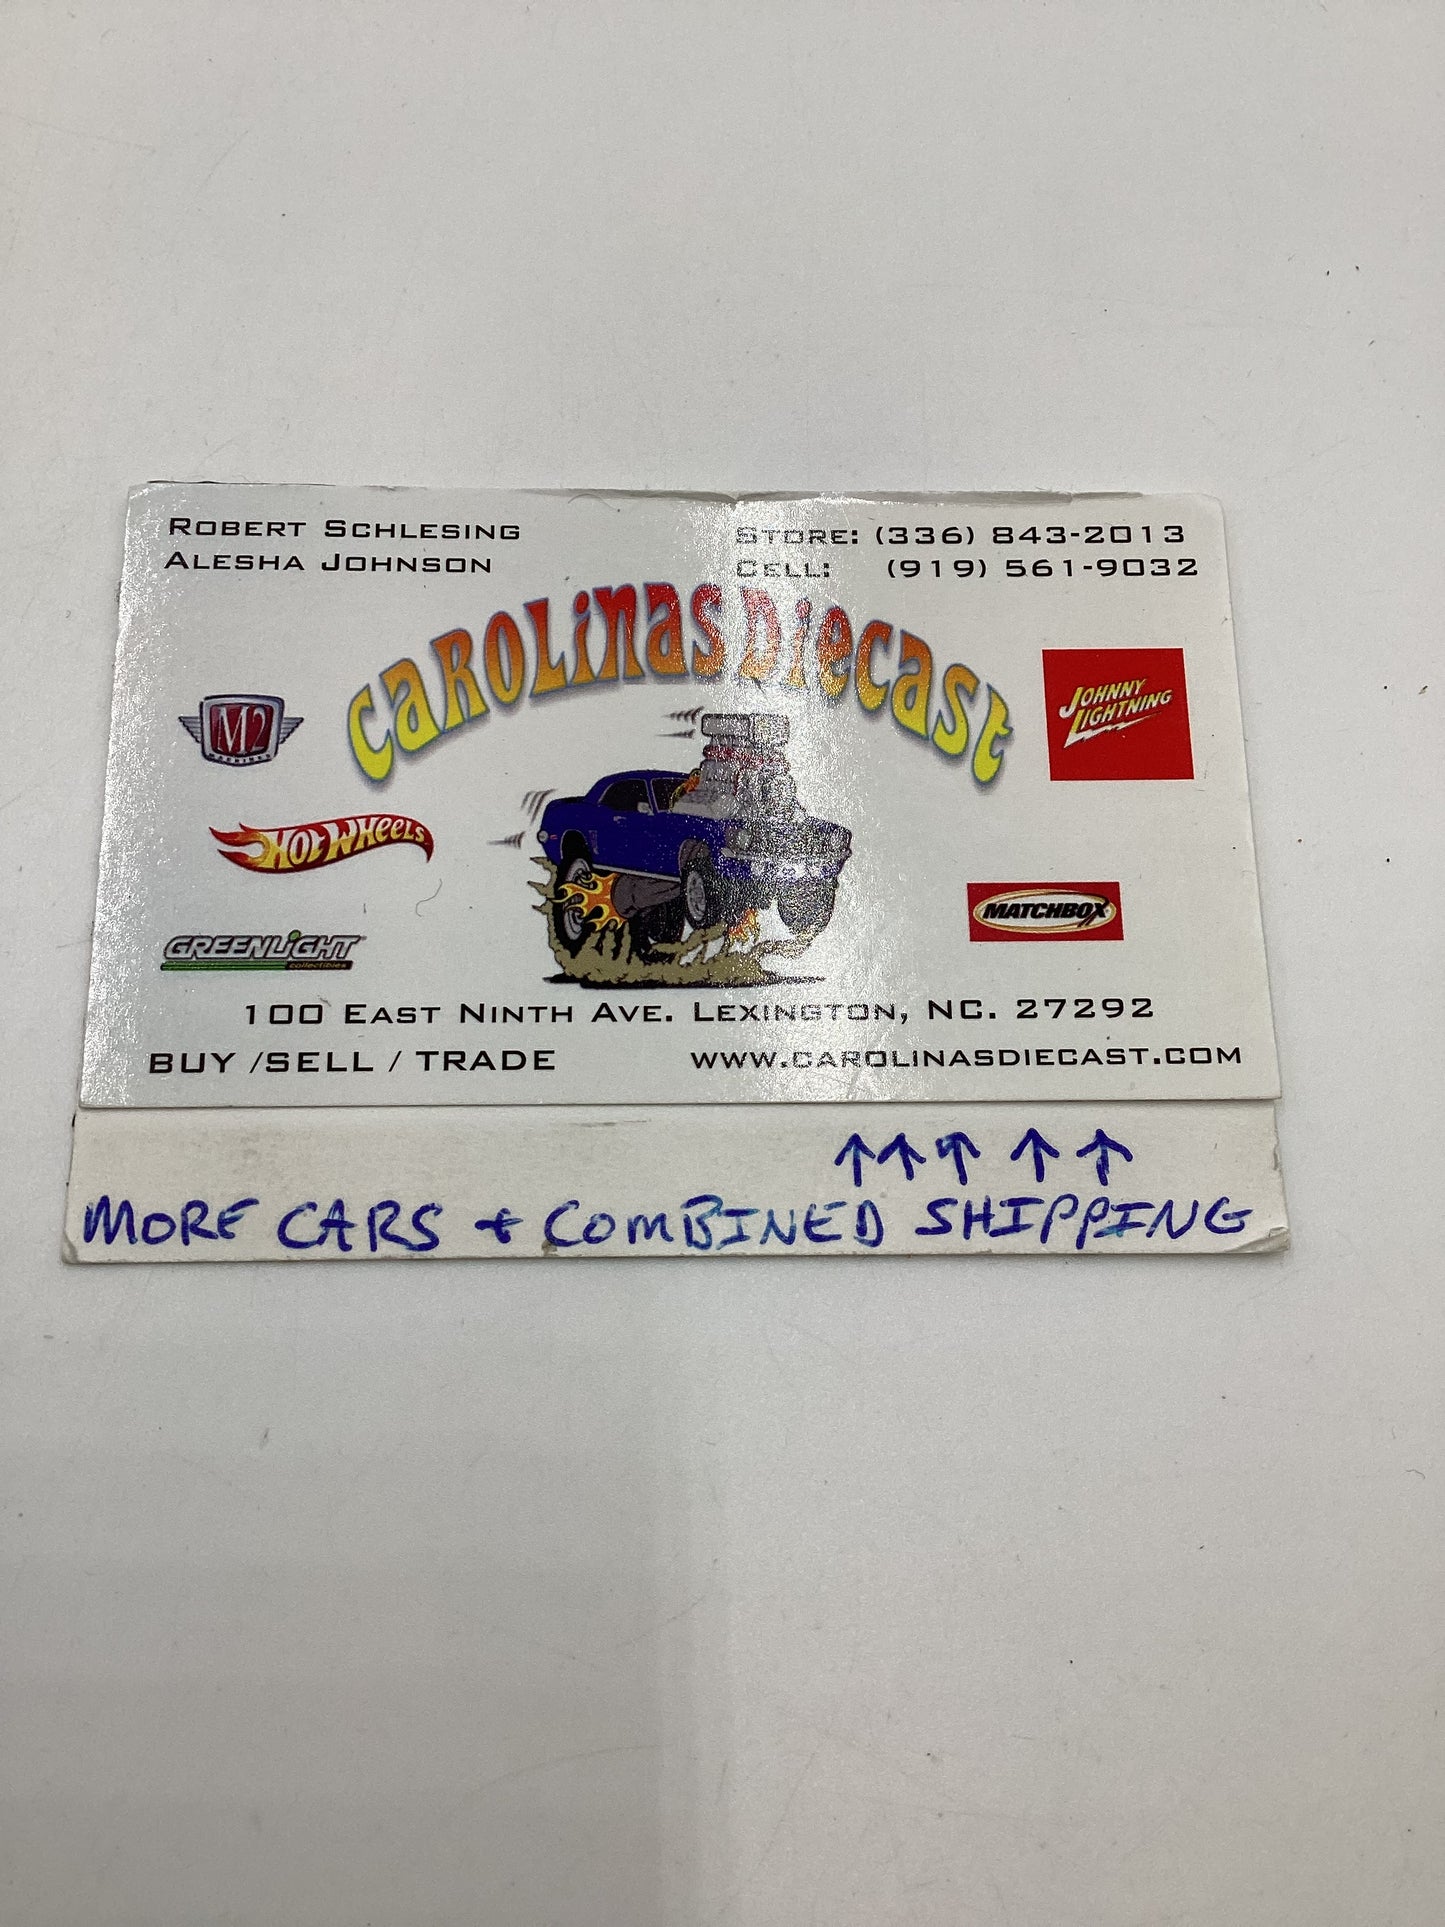 ROBERT SCHLESING
ALESHA JOHNSON
STORE: (336) 843-2013
CELL: (919) 561-9032
CAROLINAS DIECAST
M2
MACHINES
JOHNNY
LIGHTNING
HOT WHEELS
MATCHBOX
GREENLIGHT
collectibles
100 EAST NINTH AVE. LEXINGTON, NC. 27292
BUY /SELL / TRADE
WWW.CAROLINASDIECAST.COM
↑↑↑ ↑ ↑
MORE CARS + COMBINED SHIPPING